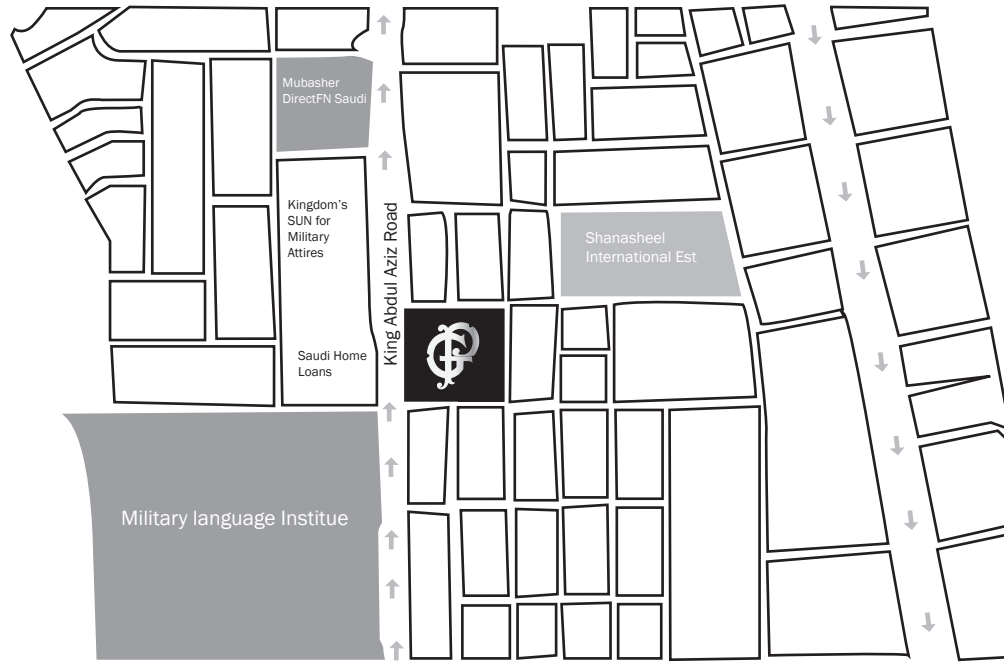 Mubasher
DirectFN Saudi
Kingdom's
SUN for
Military
Attires
King Abdul Aziz Road
Shanasheel
International Est
Saudi Home
Loans
Military language Institue